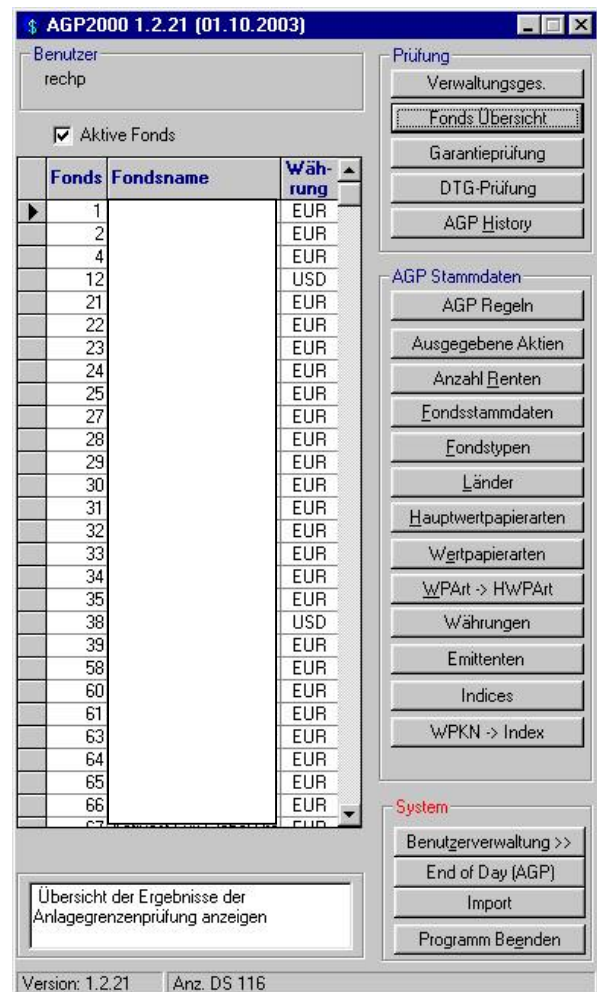 AGP2000 1.2.21 (01.10.2003)
Benutzer
rechp
Aktive Fonds
Fonds Fondsname Wäh-
rung
1 EUR
2 EUR
4 EUR
12 USD
21 EUR
22 EUR
23 EUR
24 EUR
25 EUR
27 EUR
28 EUR
29 EUR
30 EUR
31 EUR
32 EUR
33 EUR
34 EUR
35 EUR
38 USD
39 EUR
58 EUR
60 EUR
61 EUR
63 EUR
64 EUR
65 EUR
66 EUR
67 EUR
Übersicht der Ergebnisse der
Anlagegrenzenprüfung anzeigen
Prüfung
Verwaltungsges.
Fonds Übersicht
Garantieprüfung
DTG-Prüfung
AGP History
AGP Stammdaten
AGP Regeln
Ausgegebene Aktien
Anzahl Renten
Fondsstammdaten
Fondstypen
Länder
Hauptwertpapierarten
Wertpapierarten
WPArt -> HWPArt
Währungen
Emittenten
Indices
WPKN -> Index
System
Benutzerverwaltung >>
End of Day (AGP)
Import
Programm Beenden
Version: 1.2.21 Anz. DS 116